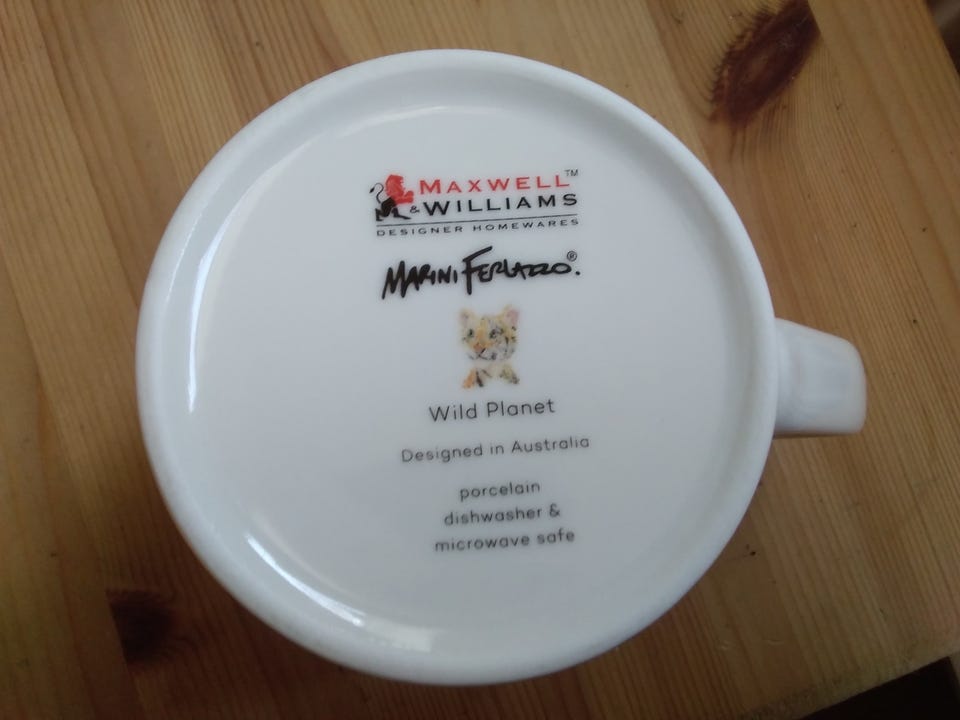 MAXWELL™
& WILLIAMS
DESIGNER HOMEWARES
MARINI FERLAZZO®.
Wild Planet
Designed in Australia
porcelain
dishwasher &
microwave safe